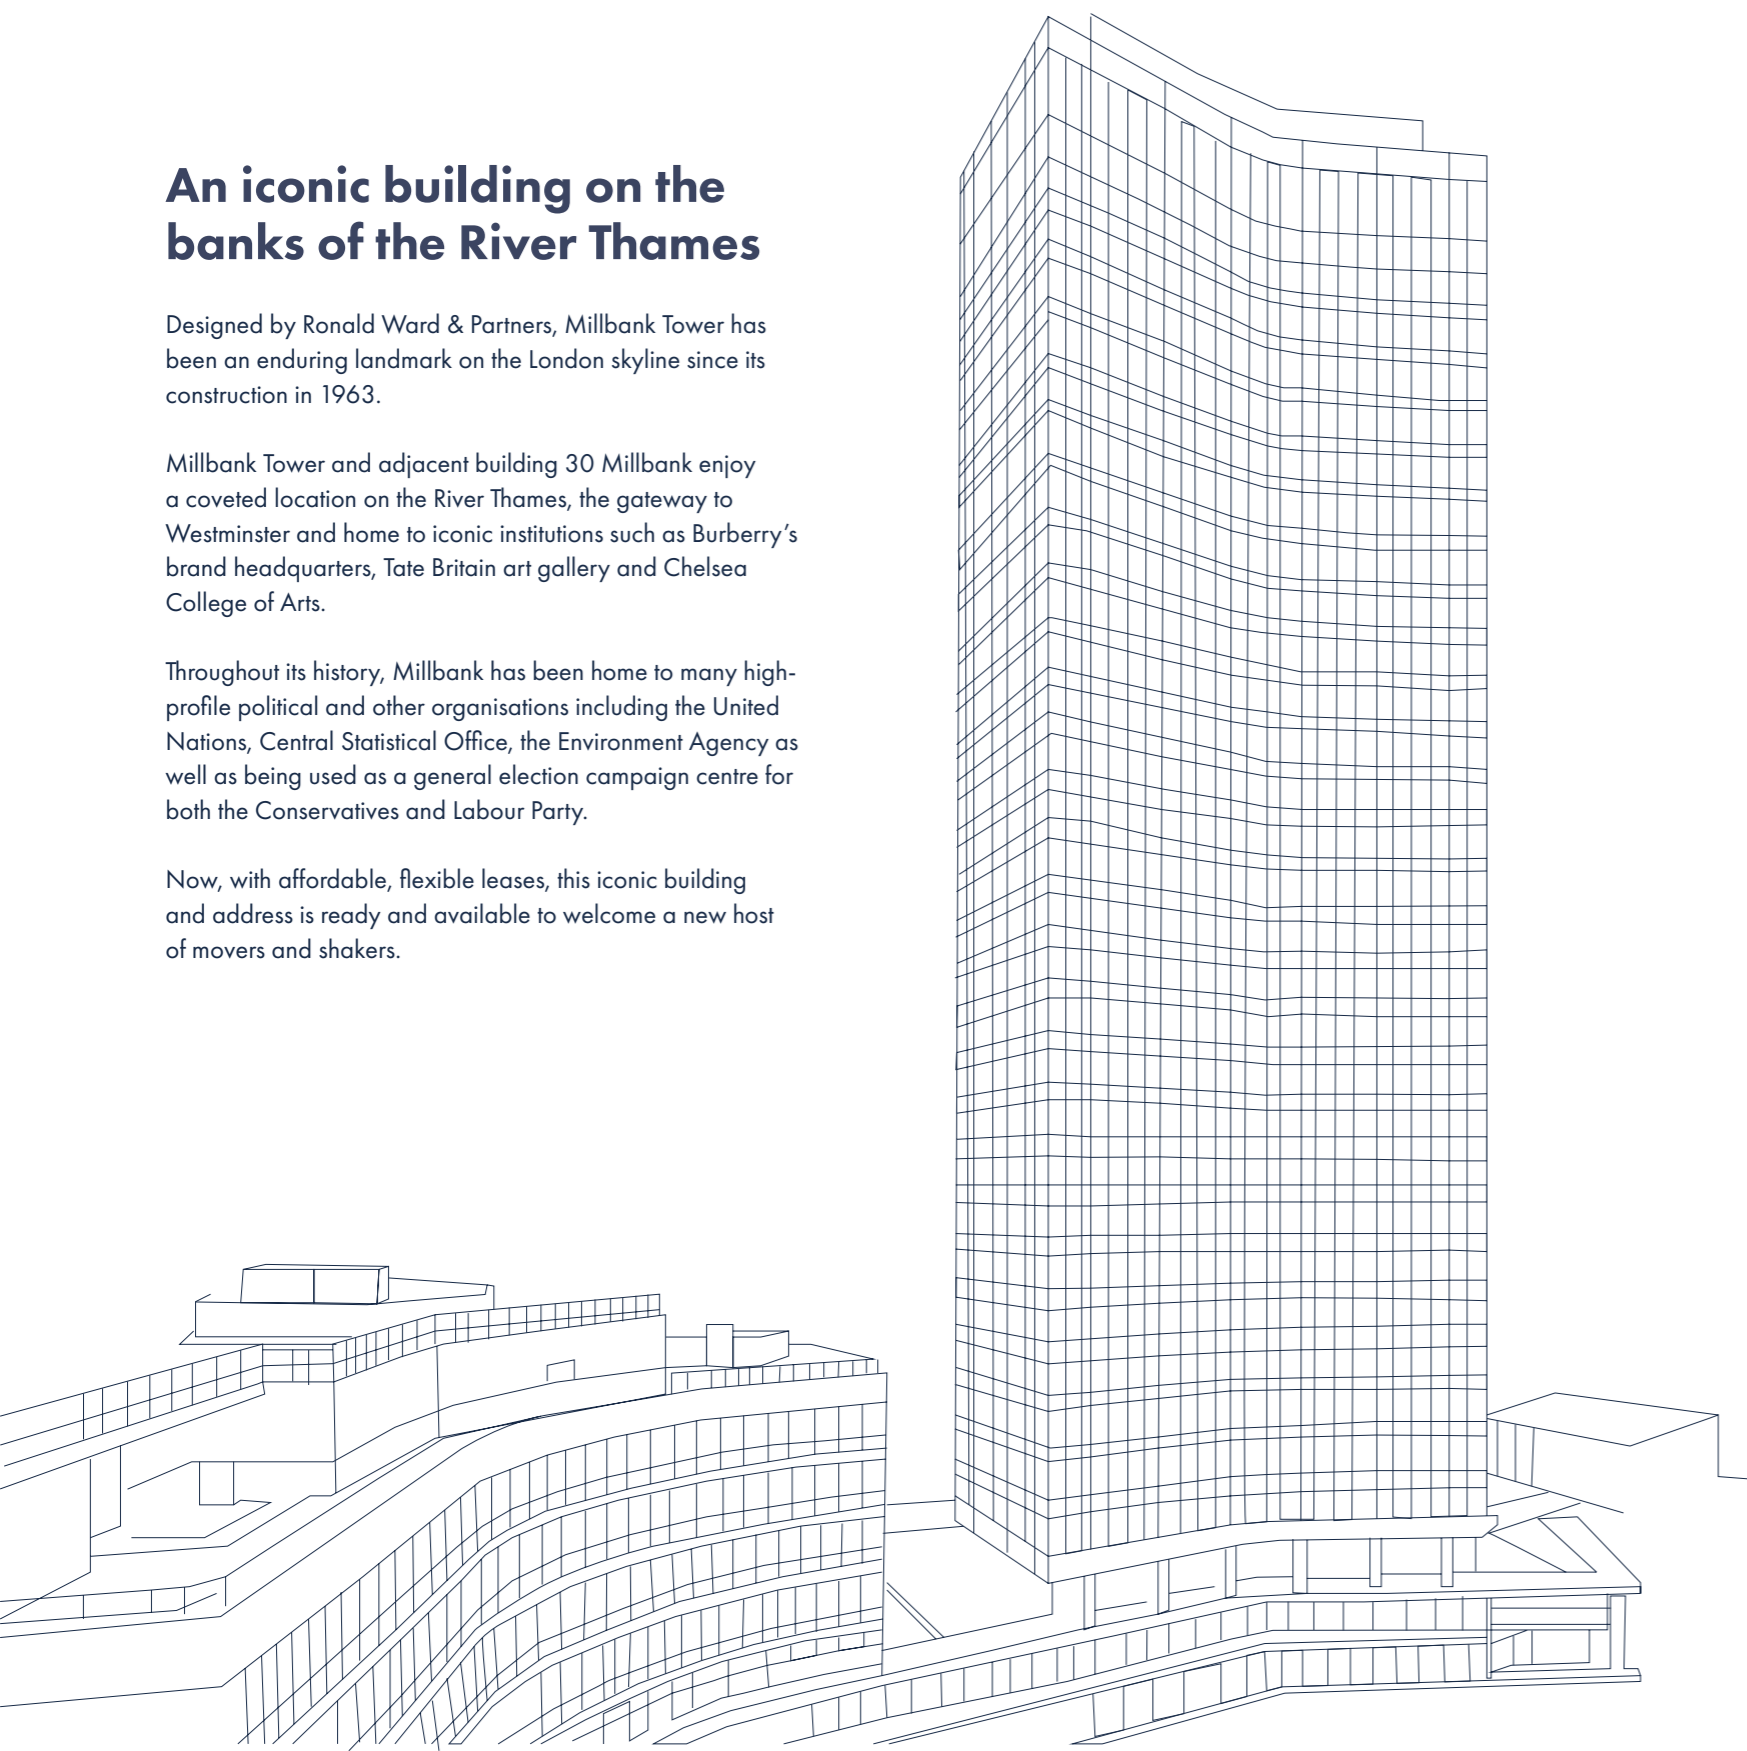 An iconic building on the
banks of the River Thames
Designed by Ronald Ward & Partners, Millbank Tower has
been an enduring landmark on the London skyline since its
construction in 1963.
Millbank Tower and adjacent building 30 Millbank enjoy
a coveted location on the River Thames, the gateway to
Westminster and home to iconic institutions such as Burberry’s
brand headquarters, Tate Britain art gallery and Chelsea
College of Arts.
Throughout its history, Millbank has been home to many high-
profile political and other organisations including the United
Nations, Central Statistical Office, the Environment Agency as
well as being used as a general election campaign centre for
both the Conservatives and Labour Party.
Now, with affordable, flexible leases, this iconic building
and address is ready and available to welcome a new host
of movers and shakers.